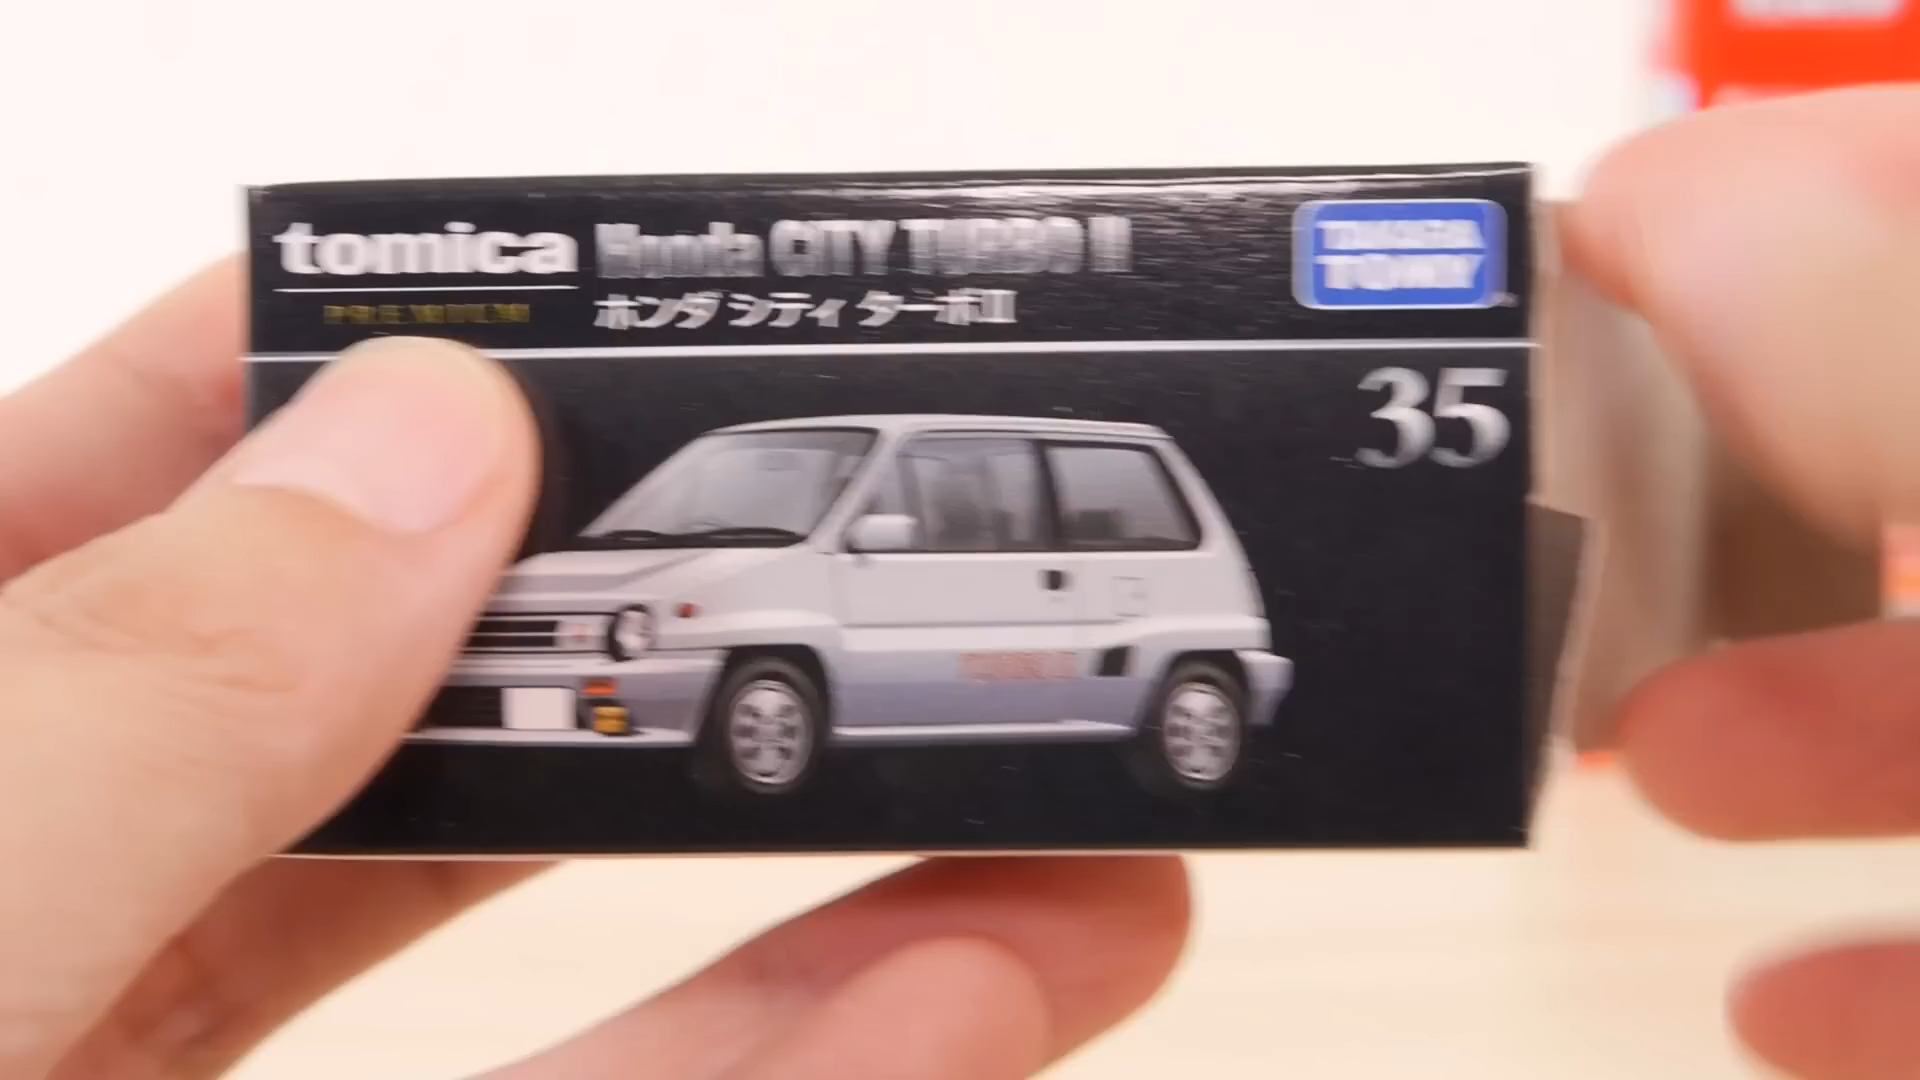 tomica
PREMIUM
Honda CITY TURBO II
ホンダ シティ ターボII
TAKARA
TOMY
35